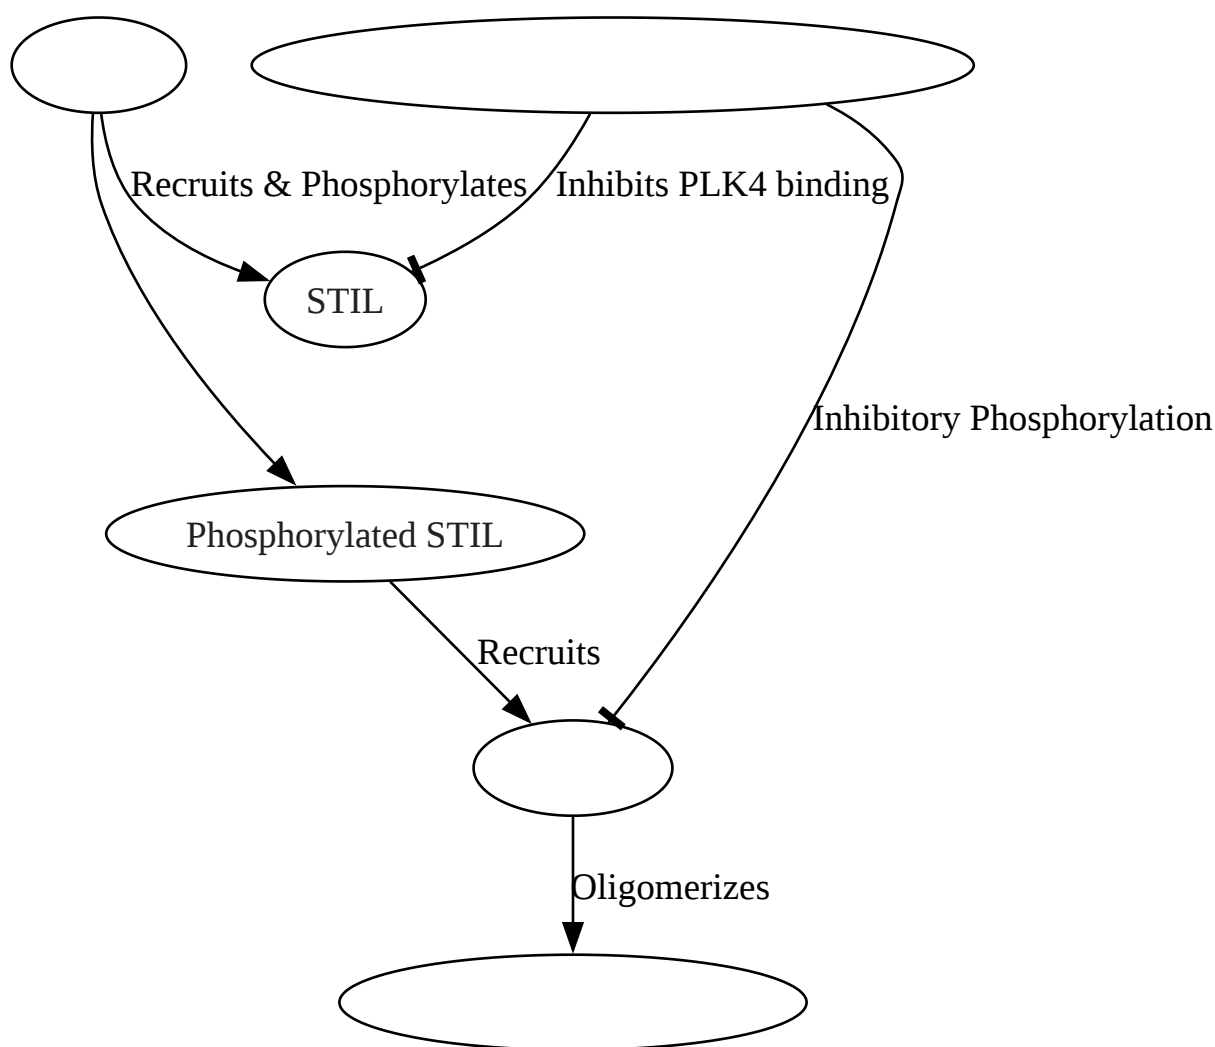 Recruits & Phosphorylates
Inhibits PLK4 binding
STIL
Inhibitory Phosphorylation
Phosphorylated STIL
Recruits
Oligomerizes